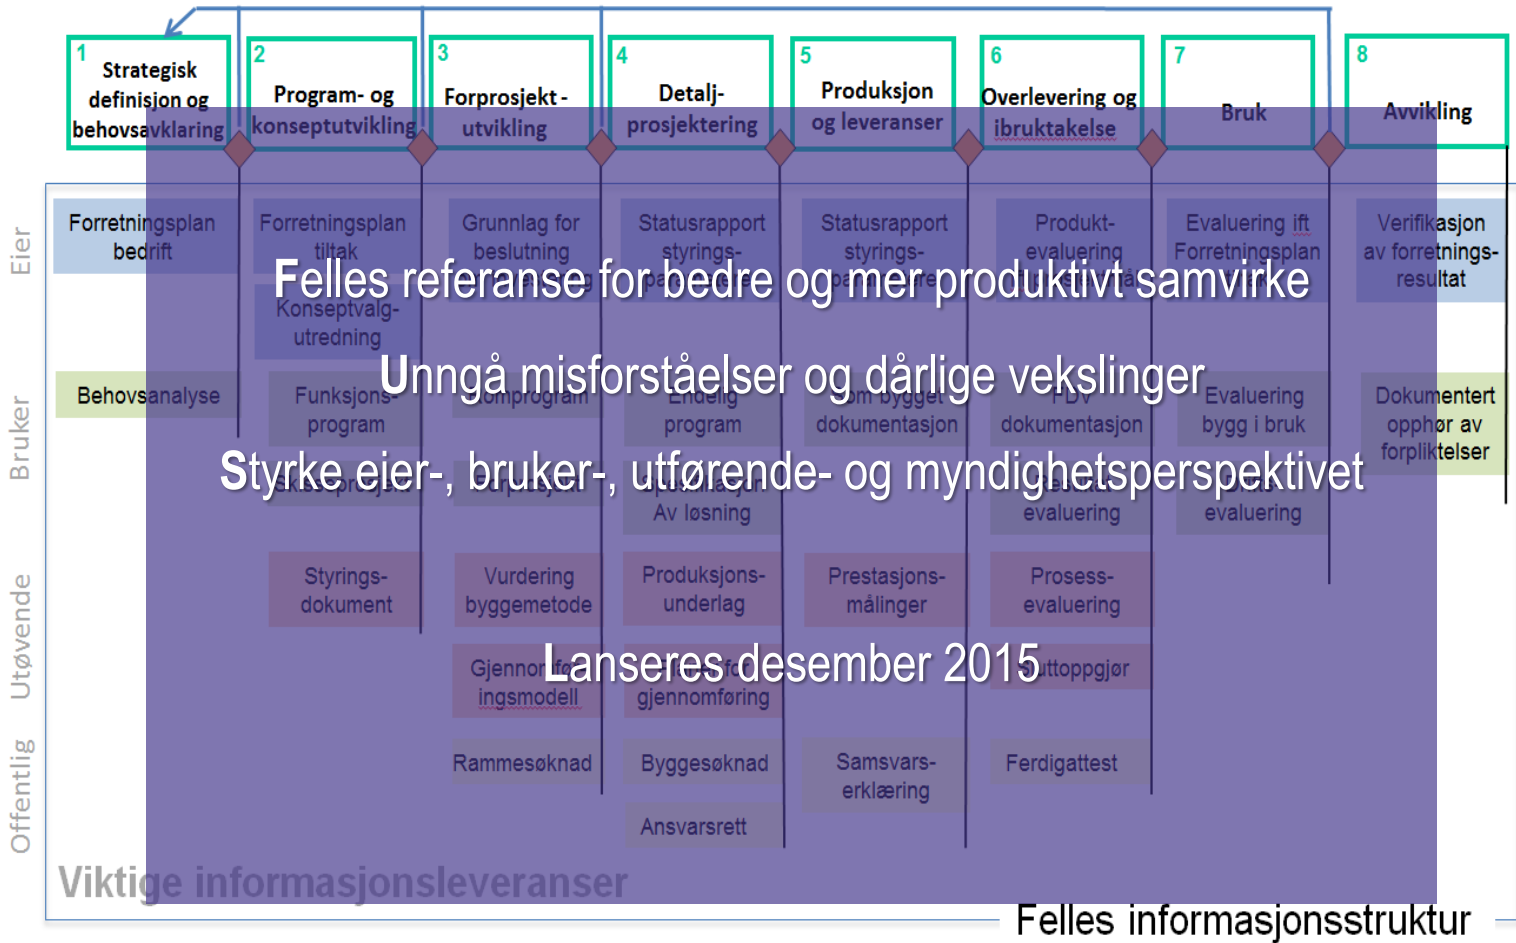 1
Strategisk
definisjon og
behovsavklaring
2
Program- og
konseptutvikling
3
Forprosjekt -
utvikling
4
Detalj-
prosjektering
5
Produksjon
og leveranser
6
Overlevering og
ibruktakelse
7
Bruk
8
Avvikling
Eier
Forretningsplan
bedrift
Forretningsplan
tiltak
Konseptvalg-
utredning
Grunnlag for
beslutning
Statusrapport
styrings-
Statusrapport
styrings-
Produkt-
evaluering
Evaluering ift
Forretningsplan
Verifikasjon
av forretnings-
resultat
Felles referanse for bedre og mer produktivt samvirke
Unngå misforståelser og dårlige vekslinger
Styrke eier-, bruker-, utførende- og myndighetsperspektivet
Lanseres desember 2015
Bruker
Behovsanalyse
Funksjons-
program
Endelig
program
Som bygget
dokumentasjon
FDV
dokumentasjon
Evaluering
bygg i bruk
Dokumentert
opphør av
forpliktelser
Av løsning
Resultat
evaluering
Drifts-
evaluering
Utøvende
Styrings-
dokument
Vurdering
byggemetode
Produksjons-
underlag
Prestasjons-
målinger
Prosess-
evaluering
Gjennomfør-
ingsmodell
gjennomføring
Sluttoppgjør
Offentlig
Rammesøknad
Byggesøknad
Samsvars-
erklæring
Ferdigattest
Ansvarsrett
Viktige informasjonsleveranser
Felles informasjonsstruktur